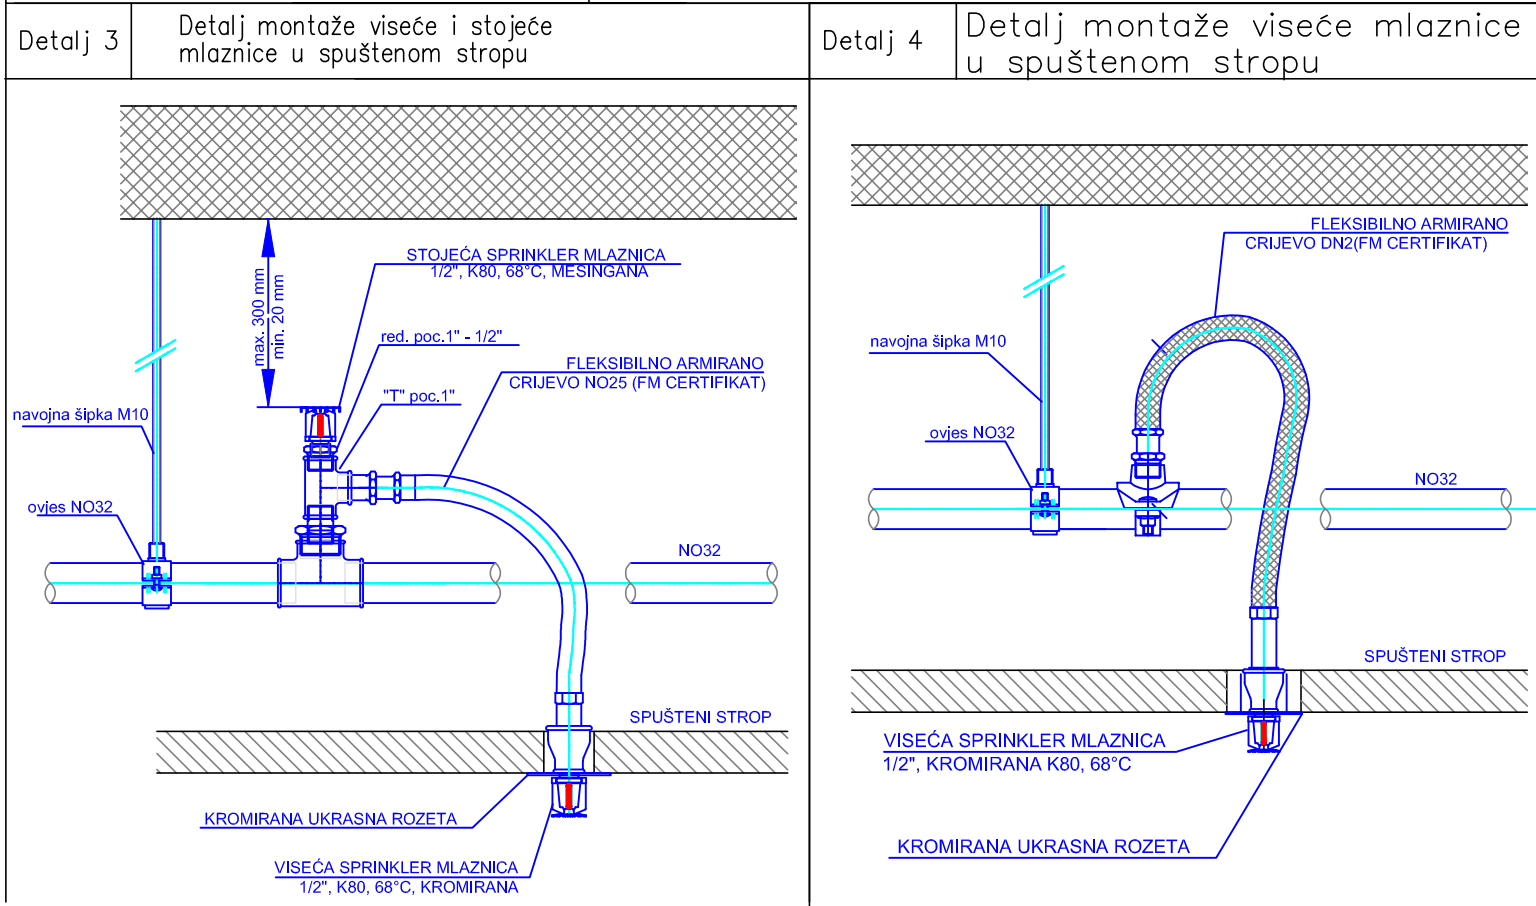 Detalj 3
Detalj montaže viseće i stojeće
mlaznice u spuštenom stropu
STOJEĆA SPRINKLER MLAZNICA
1/2", K80, 68°C, MESINGANA
max. 300 mm
min. 20 mm
red. poc.1" - 1/2"
FLEKSIBILNO ARMIRANO
CRIJEVO NO25 (FM CERTIFIKAT)
"T" poc.1"
navojna šipka M10
ovjes NO32
NO32
SPUŠTENI STROP
KROMIRANA UKRASNA ROZETA
VISEĆA SPRINKLER MLAZNICA
1/2", K80, 68°C, KROMIRANA
Detalj 4
Detalj montaže viseće mlaznice
u spuštenom stropu
FLEKSIBILNO ARMIRANO
CRIJEVO DN2(FM CERTIFIKAT)
navojna šipka M10
ovjes NO32
NO32
SPUŠTENI STROP
VISEĆA SPRINKLER MLAZNICA
1/2", KROMIRANA K80, 68°C
KROMIRANA UKRASNA ROZETA